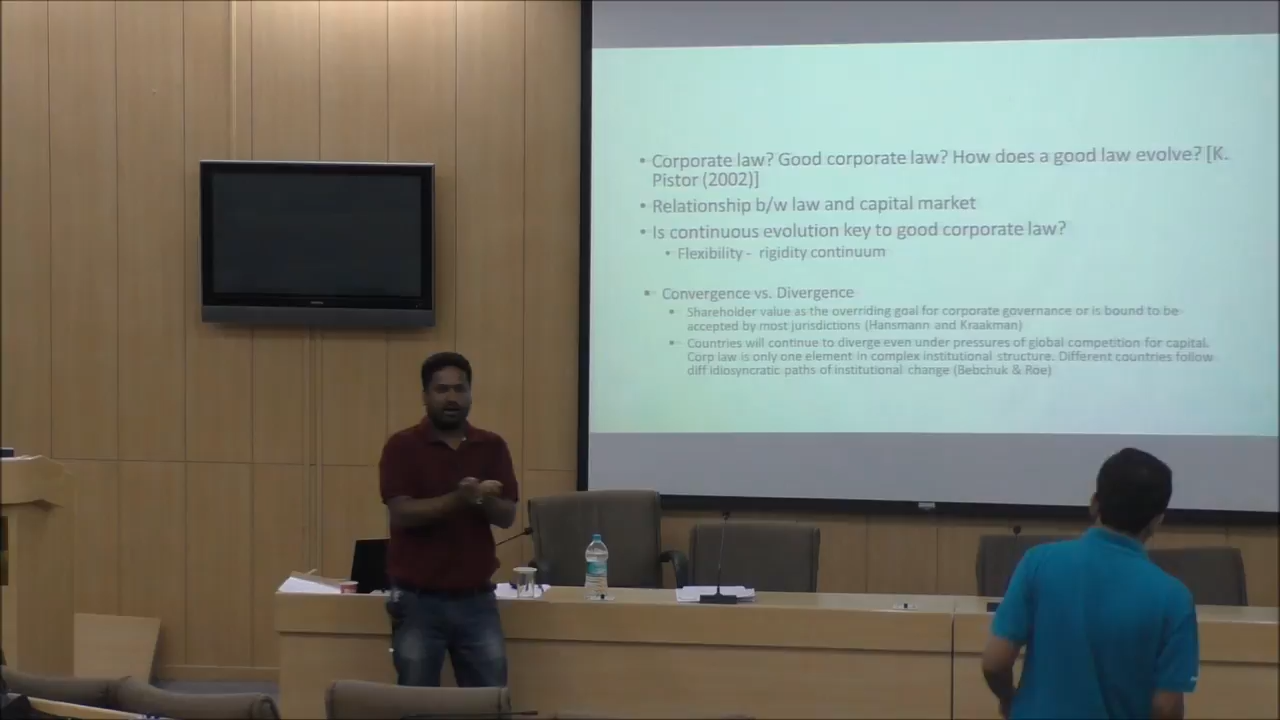 • Corporate law? Good corporate law? How does a good law evolve? [K.
Pistor (2002)]
• Relationship b/w law and capital market
• Is continuous evolution key to good corporate law?
• Flexibility - rigidity continuum
• Convergence vs. Divergence
• Shareholder value as the overriding goal for corporate governance or is bound to be
accepted by most jurisdictions (Hansmann and Kraakman)
• Countries will continue to diverge even under pressures of global competition for capital.
Corp law is only one element in complex institutional structure. Different countries follow
diff idiosyncratic paths of institutional change (Bebchuk & Roe)